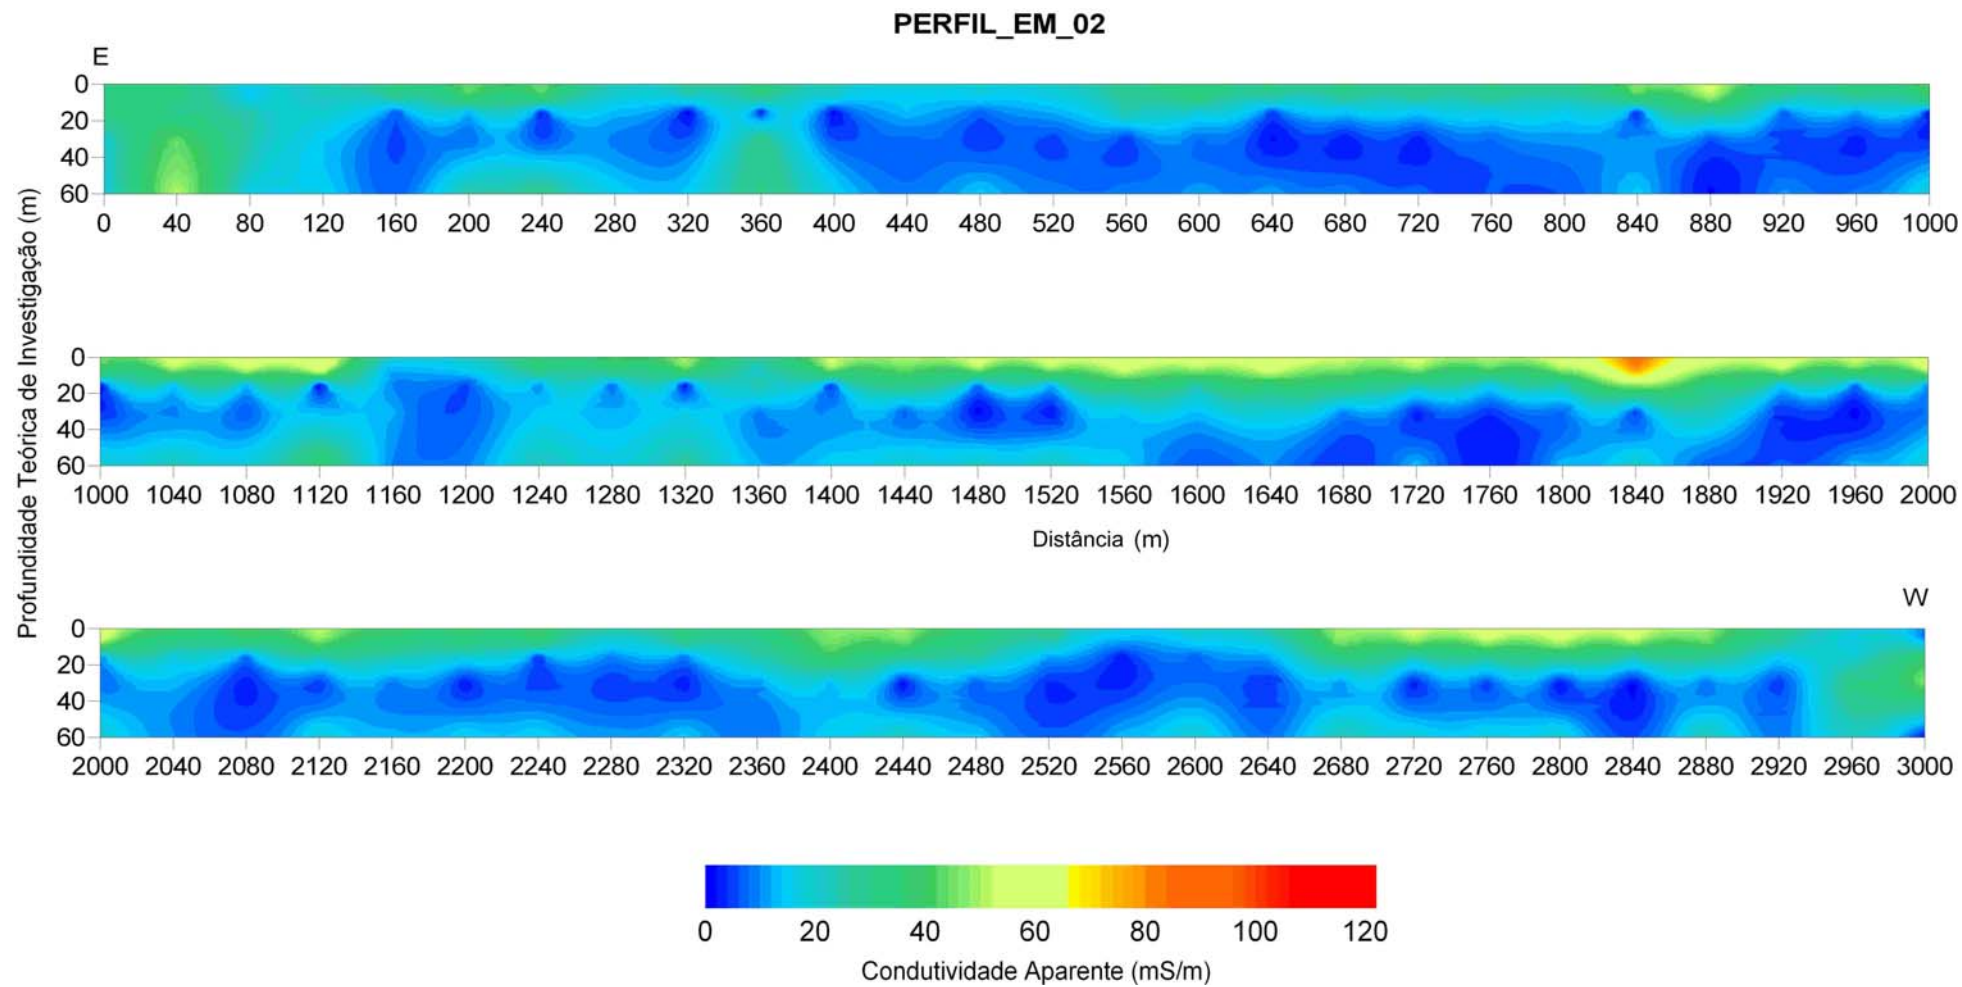 PERFIL_EM_02
E
0
20
40
60
0 40 80 120 160 200 240 280 320 360 400 440 480 520 560 600 640 680 720 760 800 840 880 920 960 1000
Profundidade Teórica de Investigação (m)
0
20
40
60
1000 1040 1080 1120 1160 1200 1240 1280 1320 1360 1400 1440 1480 1520 1560 1600 1640 1680 1720 1760 1800 1840 1880 1920 1960 2000
Distância (m)
W
0
20
40
60
2000 2040 2080 2120 2160 2200 2240 2280 2320 2360 2400 2440 2480 2520 2560 2600 2640 2680 2720 2760 2800 2840 2880 2920 2960 3000
0 20 40 60 80 100 120
Condutividade Aparente (mS/m)